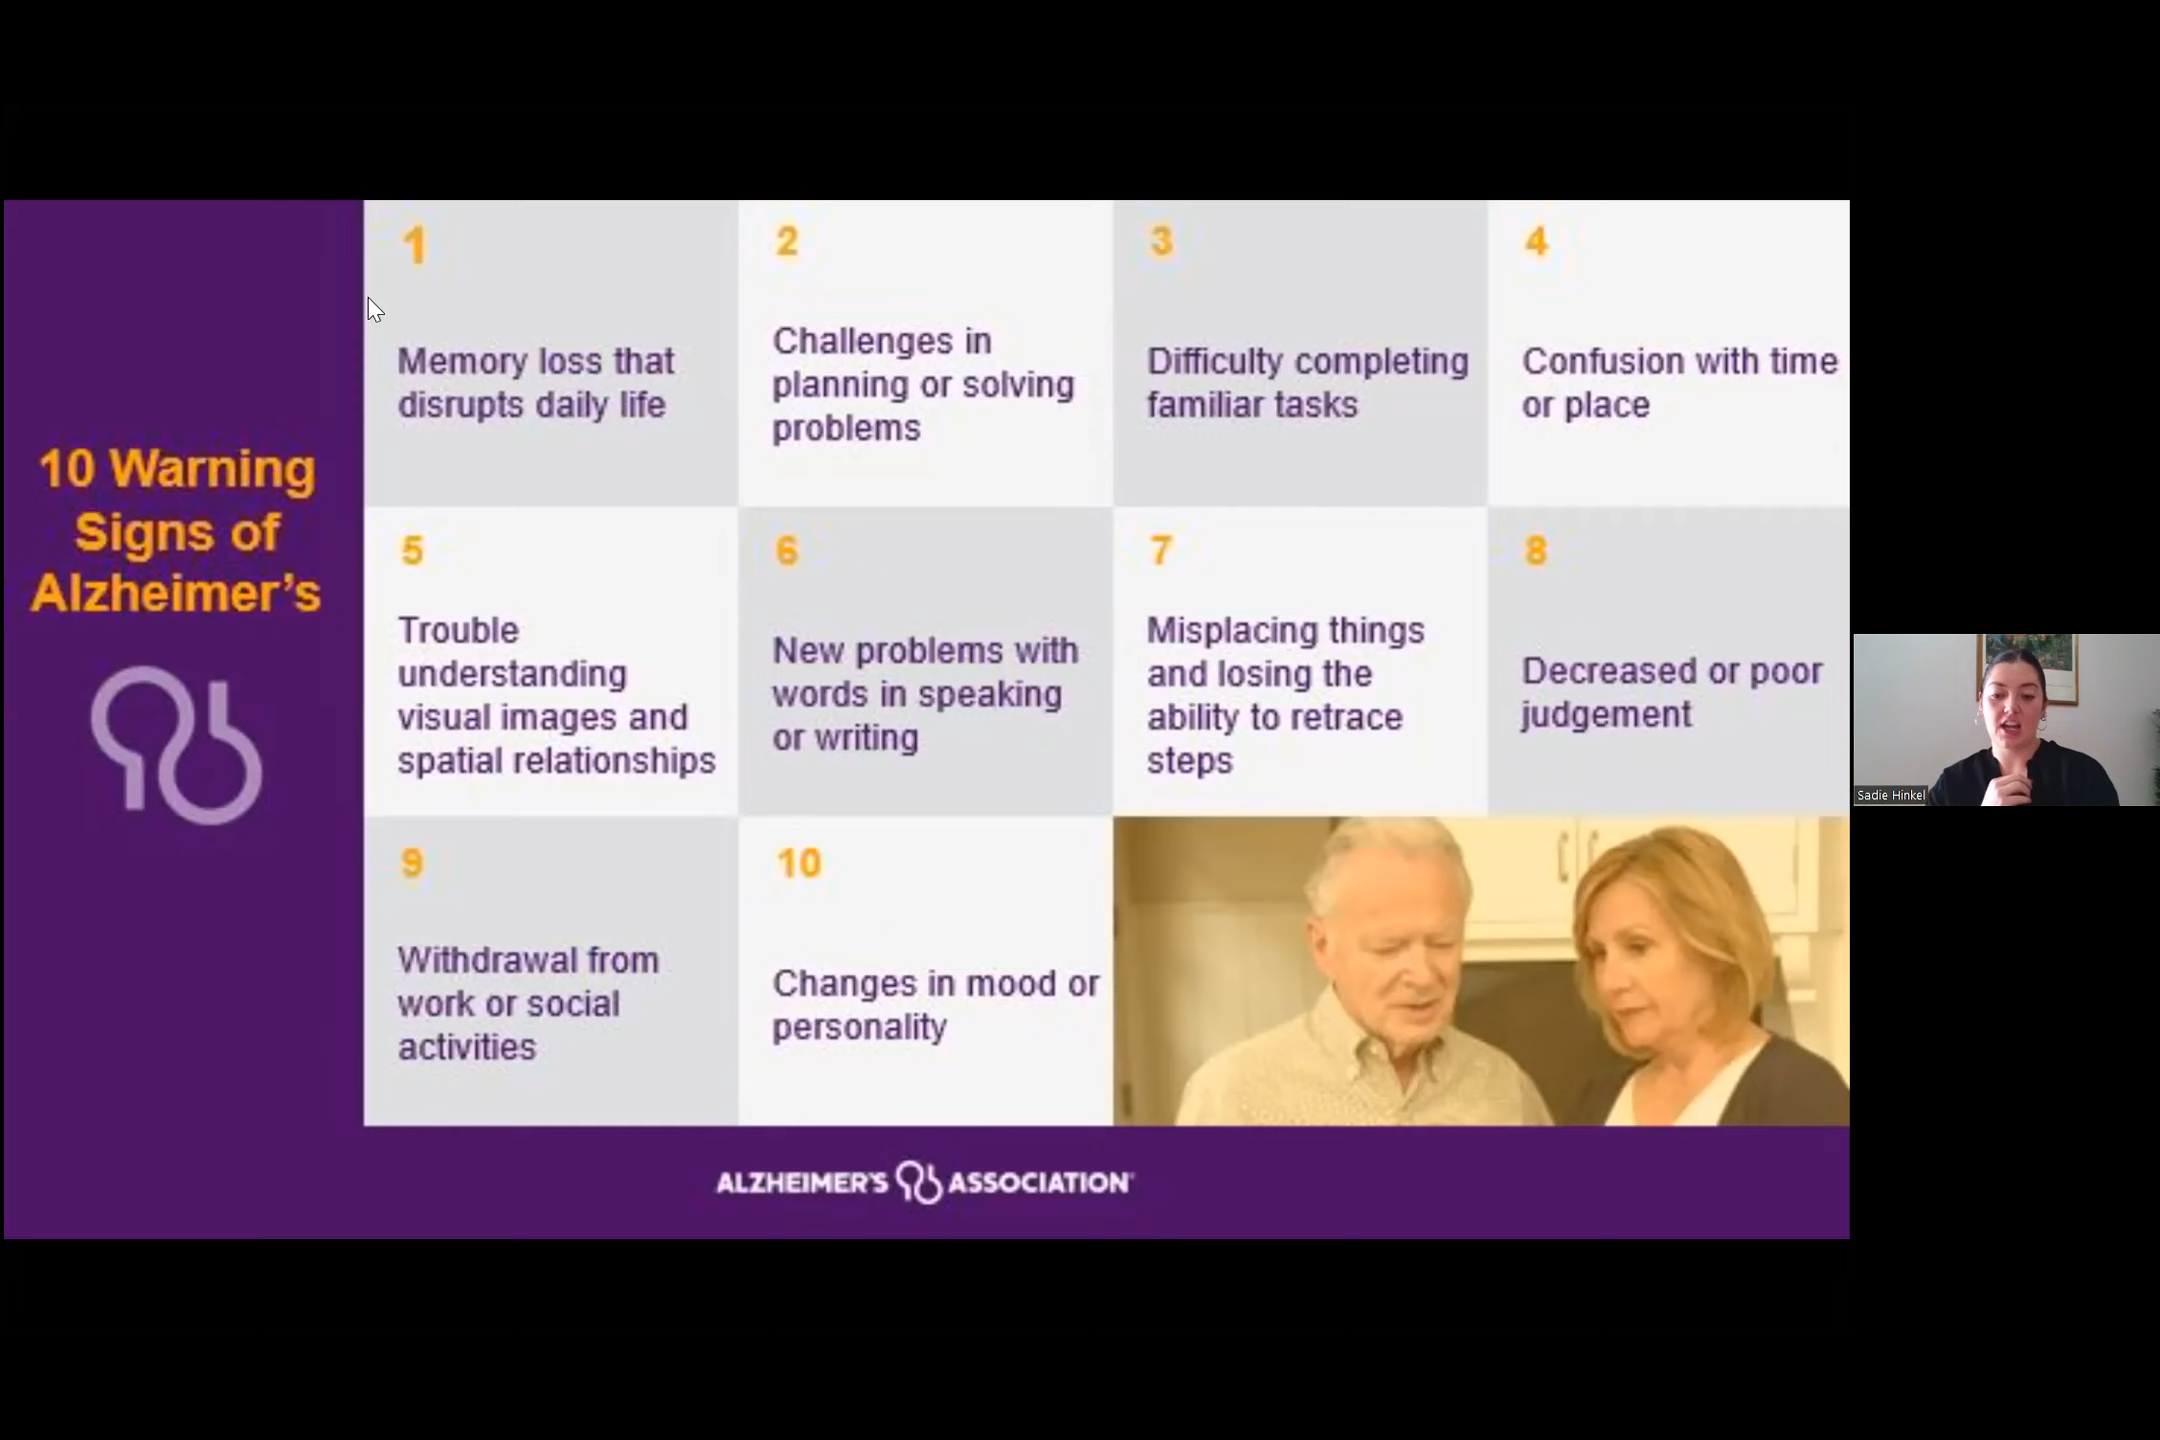 10 Warning
Signs of
Alzheimer’s
1
Memory loss that
disrupts daily life
2
Challenges in
planning or solving
problems
3
Difficulty completing
familiar tasks
4
Confusion with time
or place
5
Trouble
understanding
visual images and
spatial relationships
6
New problems with
words in speaking
or writing
7
Misplacing things
and losing the
ability to retrace
steps
8
Decreased or poor
judgement
9
Withdrawal from
work or social
activities
10
Changes in mood or
personality
ALZHEIMER'S ASSOCIATION®
Sadie Hinkel